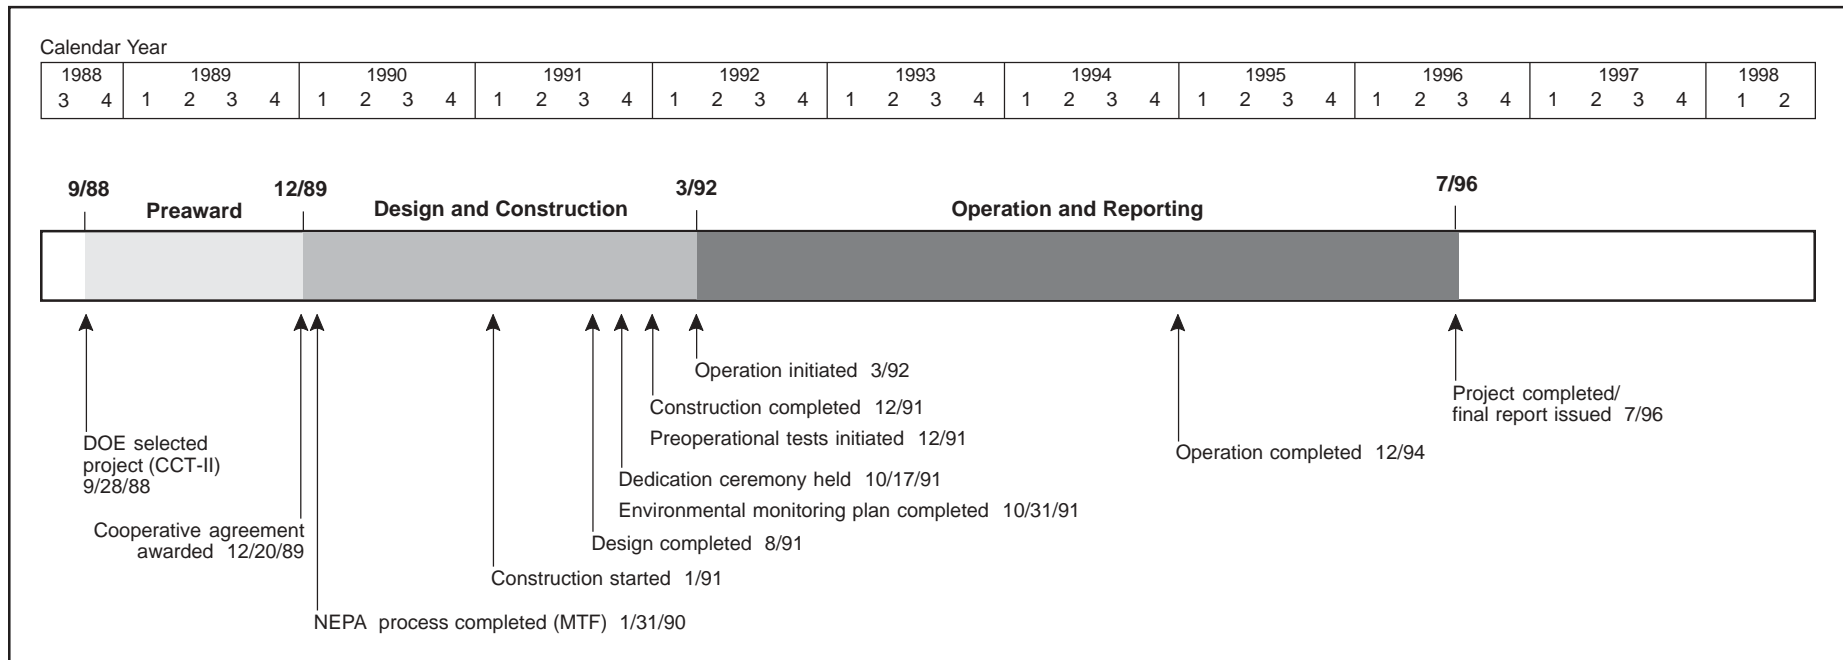 Calendar Year
1988 1989 1990 1991 1992 1993 1994 1995 1996 1997 1998
3 4 1 2 3 4 1 2 3 4 1 2 3 4 1 2 3 4 1 2 3 4 1 2 3 4 1 2 3 4 1 2 3 4 1 2 3 4 1 2
9/88 12/89 3/92 7/96
Preaward Design and Construction Operation and Reporting
Operation initiated 3/92
Construction completed 12/91
Preoperational tests initiated 12/91
Project completed/
final report issued 7/96
DOE selected
project (CCT-II)
9/28/88
Operation completed 12/94
Dedication ceremony held 10/17/91
Environmental monitoring plan completed 10/31/91
Cooperative agreement
awarded 12/20/89
Design completed 8/91
Construction started 1/91
NEPA process completed (MTF) 1/31/90